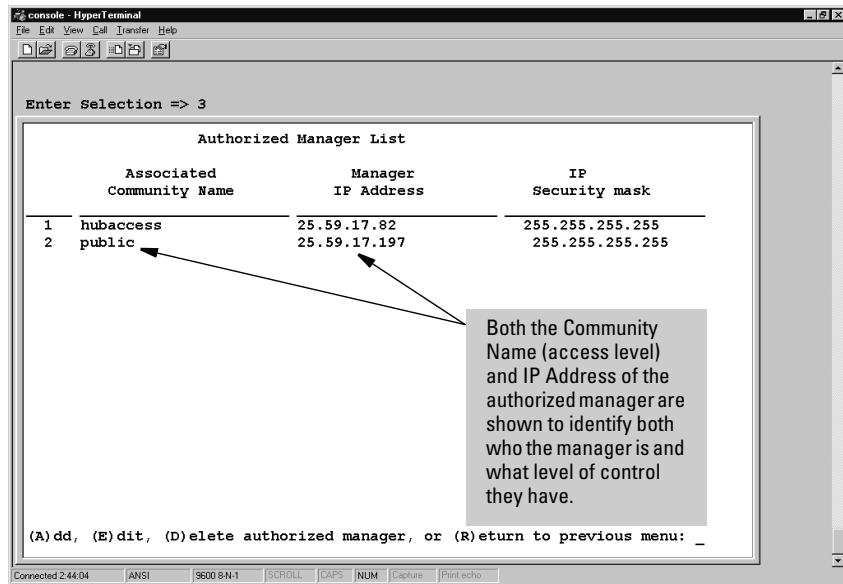 console - HyperTerminal
File Edit View Call Transfer Help
Enter Selection => 3
Authorized Manager List
Associated Manager IP
Community Name IP Address Security mask
1 hubaccess 25.59.17.82 255.255.255.255
2 public 25.59.17.197 255.255.255.255
Both the Community
Name (access level)
and IP Address of the
authorized manager are
shown to identify both
who the manager is and
what level of control
they have.
(A)dd, (E)dit, (D)elete authorized manager, or (R)eturn to previous menu: _
Connected 2:44:04 ANSI 9600 8-N-1 SCROLL CAPS NUM Capture Print echo